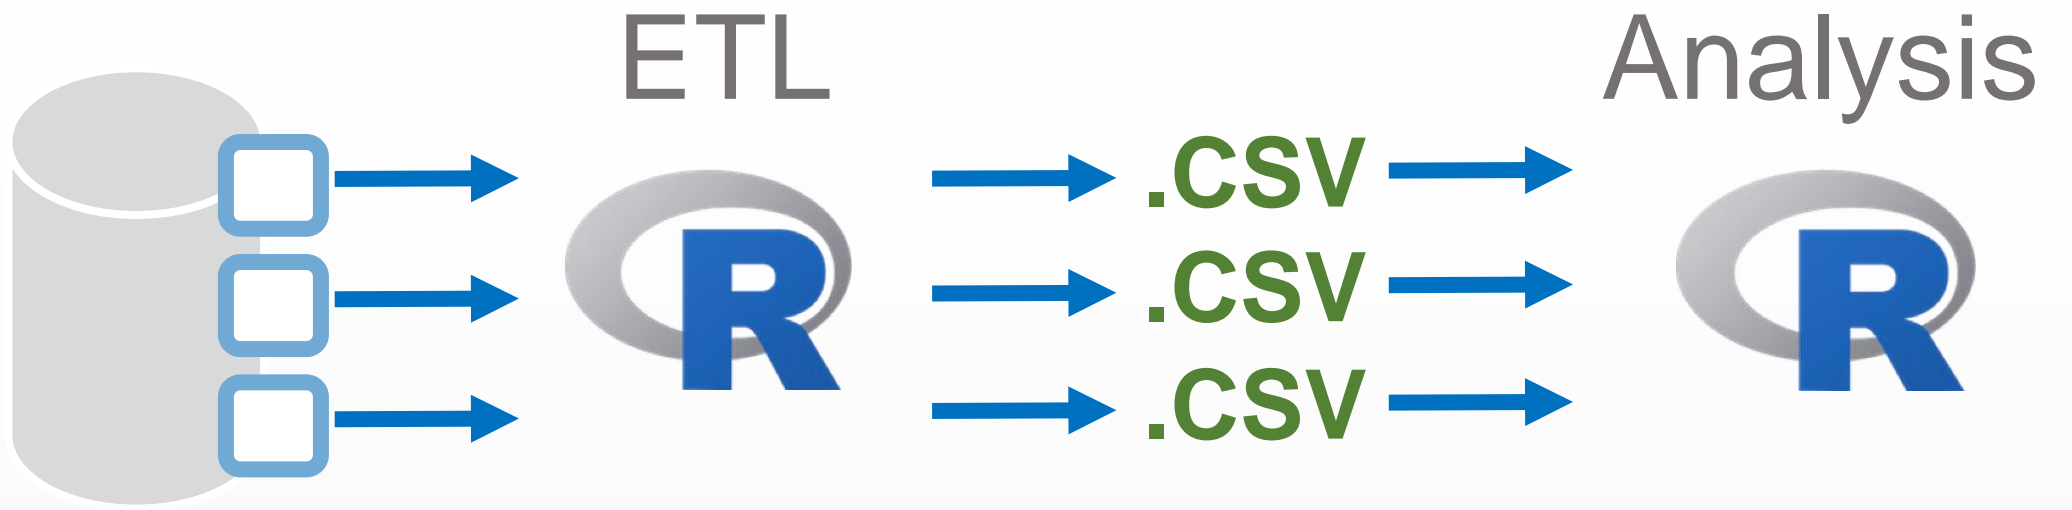 ETL
Analysis
.CSV
.CSV
.CSV
R
R